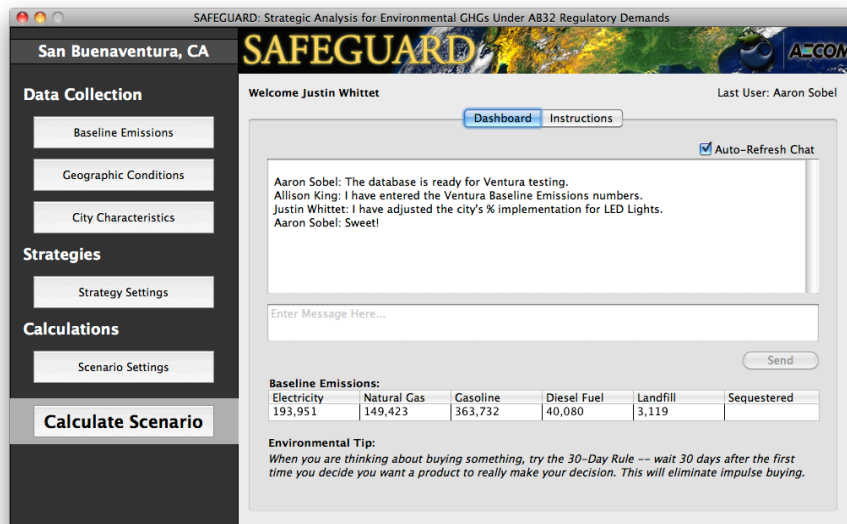 SAFEGUARD: Strategic Analysis for Environmental GHGs Under AB32 Regulatory Demands
San Buenaventura, CA
SAFEGUARD
AECOM
Data Collection
Baseline Emissions
Geographic Conditions
City Characteristics
Strategies
Strategy Settings
Calculations
Scenario Settings
Calculate Scenario
Welcome Justin Whittet
Last User: Aaron Sobel
Dashboard Instructions
Auto-Refresh Chat
Aaron Sobel: The database is ready for Ventura testing.
Allison King: I have entered the Ventura Baseline Emissions numbers.
Justin Whittet: I have adjusted the city's % implementation for LED Lights.
Aaron Sobel: Sweet!
Enter Message Here...
Send
Baseline Emissions:
Electricity Natural Gas Gasoline Diesel Fuel Landfill Sequestered
193,951 149,423 363,732 40,080 3,119
Environmental Tip:
When you are thinking about buying something, try the 30-Day Rule -- wait 30 days after the first
time you decide you want a product to really make your decision. This will eliminate impulse buying.